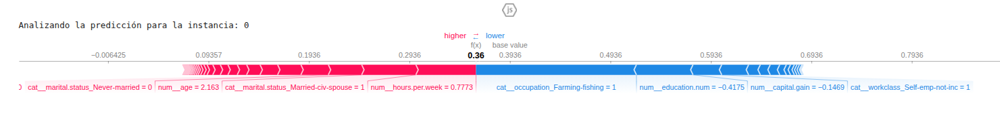 js
Analizando la predicción para la instancia: 0
higher → ← lower
f(x) base value
−0.006425 0.09357 0.1936 0.2936 0.36 0.3936 0.4936 0.5936 0.6936 0.7936
0 cat__marital.status_Never-married = 0 num__age = 2.163 cat__marital.status_Married-civ-spouse = 1 num__hours.per.week = 0.7773 cat__occupation_Farming-fishing = 1 num__education.num = −0.4175 num__capital.gain = −0.1469 cat__workclass_Self-emp-not-inc = 1